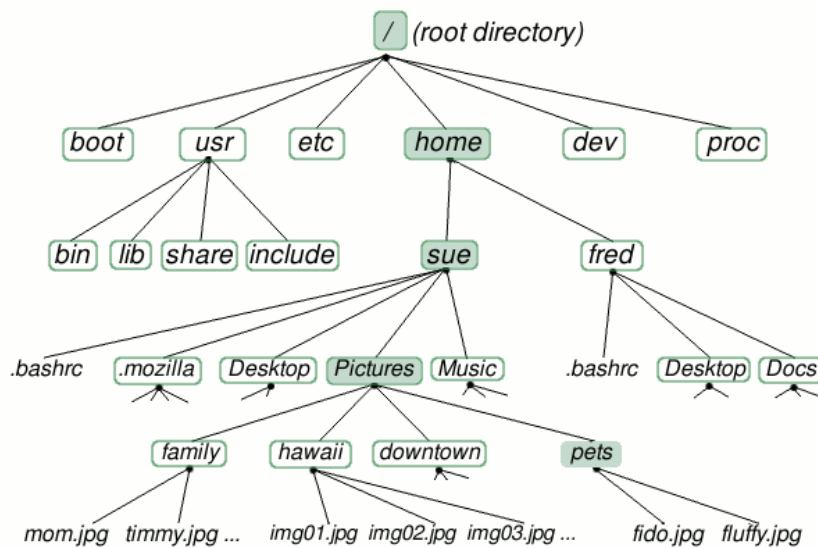 / (root directory)
boot usr etc home dev proc
bin lib share include sue fred
.bashrc .mozilla Desktop Pictures Music .bashrc Desktop Docs
family hawaii downtown pets
mom.jpg timmy.jpg ... img01.jpg img02.jpg img03.jpg ... fido.jpg fluffy.jpg